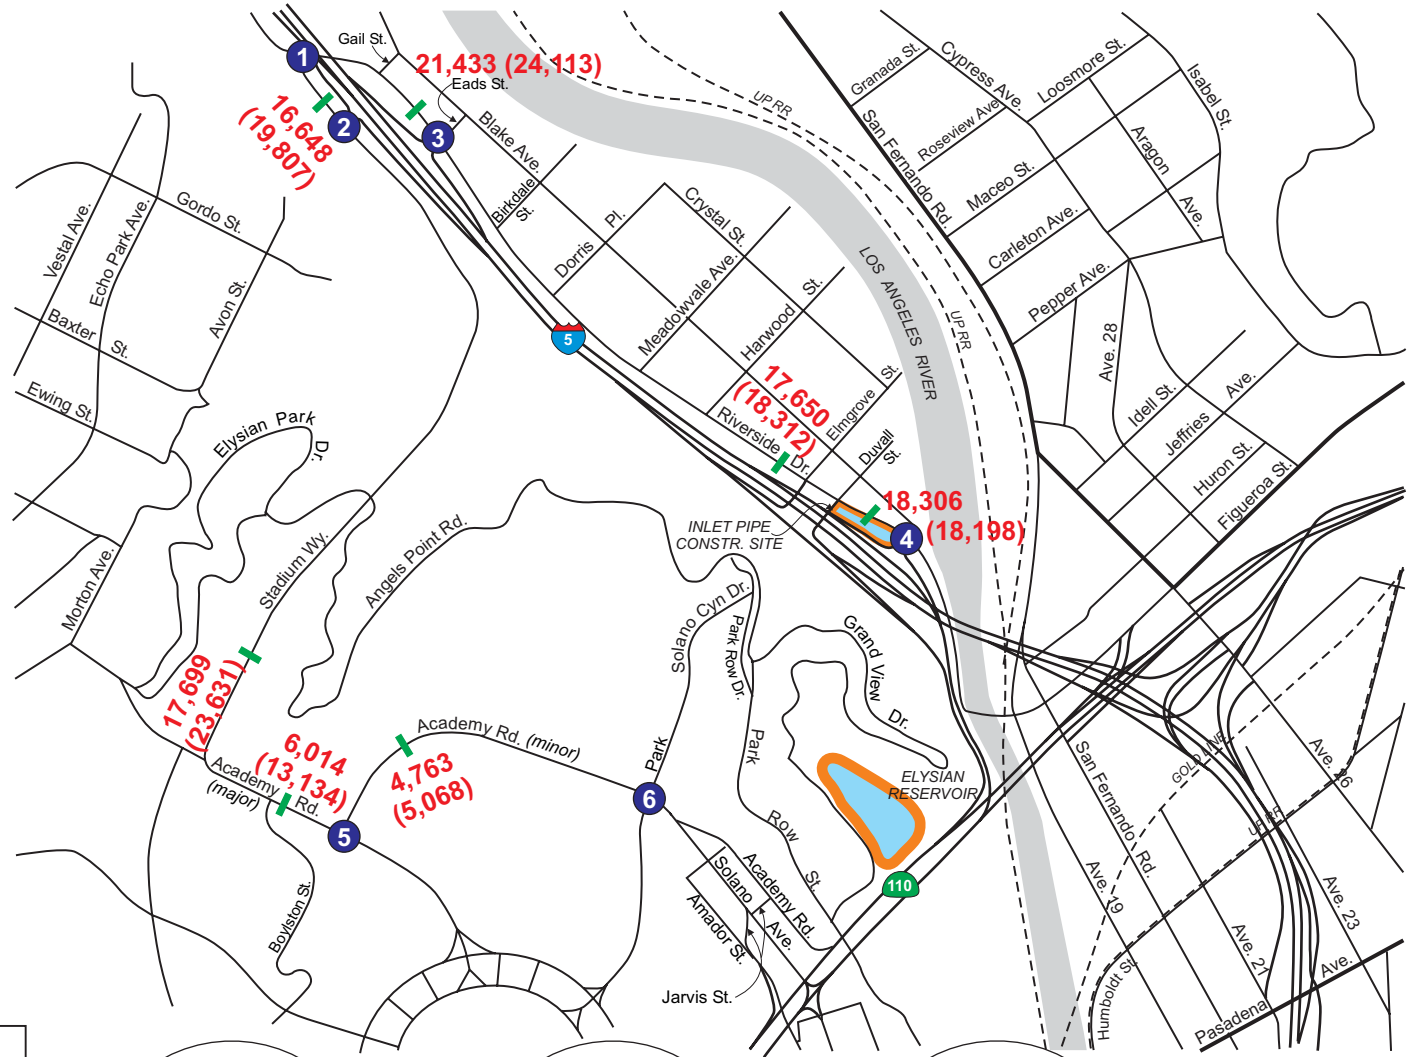 1
Gail St.
21,433 (24,113)
Eads St.
16,648
(19,807)
2
3
Blake Ave.
Birkdale
St.
UP RR
Granada St.
Cypress Ave.
Loosmore St.
Isabel St.
Roseview Ave.
Aragon
Ave.
San Fernando Rd.
Maceo St.
Carleton Ave.
Pepper Ave.
Vestal Ave.
Echo Park Ave.
Gordo St.
Avon St.
Baxter
St.
Ewing St.
Dorris
Pl.
Crystal St.
Meadowvale Ave.
Harwood
St.
5
LOS ANGELES RIVER
UP RR
Ave. 28
Idell St.
Jeffries
Ave.
Huron St.
Figueroa St.
17,650
(18,312)
Riverside
Dr.
Elmgrove
St.
Duvall
St.
Elysian Park
Dr.
Stadium Wy.
Angels Point Rd.
Morton Ave.
INLET PIPE
CONSTR. SITE
18,306
(18,198)
4
Solano Cyn Dr.
Park Row Dr.
Grand View
Dr.
17,699
(23,631)
6,014
(13,134)
Academy
Rd.
(major)
5
4,763
(5,068)
Academy Rd. (minor)
Park
6
Park
Row
St.
ELYSIAN
RESERVOIR
110
San Fernando
Rd.
GOLD LINE
UP RR
Ave. 26
Ave. 19
Ave. 21
Ave. 23
Pasadena
Ave.
Humboldt St.
Boylston St.
Solano
Ave.
Academy Rd.
Amador St.
Jarvis St.